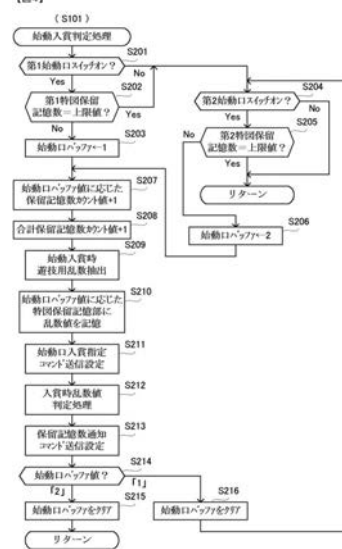 （S101）
始動入賞判定処理
S201
第1始動口スイッチオン？
No
Yes
S202
第1特図保留
記憶数＝上限値？
Yes
No
S203
始動口バッファ←1
S204
第2始動口スイッチオン？
No
Yes
S205
第2特図保留
記憶数＝上限値？
No
Yes
リターン
S206
始動口バッファ←2
S207
始動口バッファ値に応じた
保留記憶数カウント値+1
S208
合計保留記憶数カウント値+1
S209
始動入賞時
遊技用乱数抽出
S210
始動口バッファ値に応じた
特図保留記憶部に
乱数値を記憶
S211
始動口入賞指定
コマンド送信設定
S212
入賞時乱数値
判定処理
S213
保留記憶数通知
コマンド送信設定
S214
始動口バッファ値？
「2」
「1」
S215
始動口バッファをクリア
S216
始動口バッファをクリア
リターン